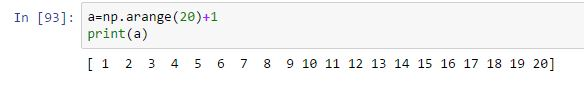 In [93]: a=np.arange(20)+1
print(a)
[ 1  2  3  4  5  6  7  8  9 10 11 12 13 14 15 16 17 18 19 20]